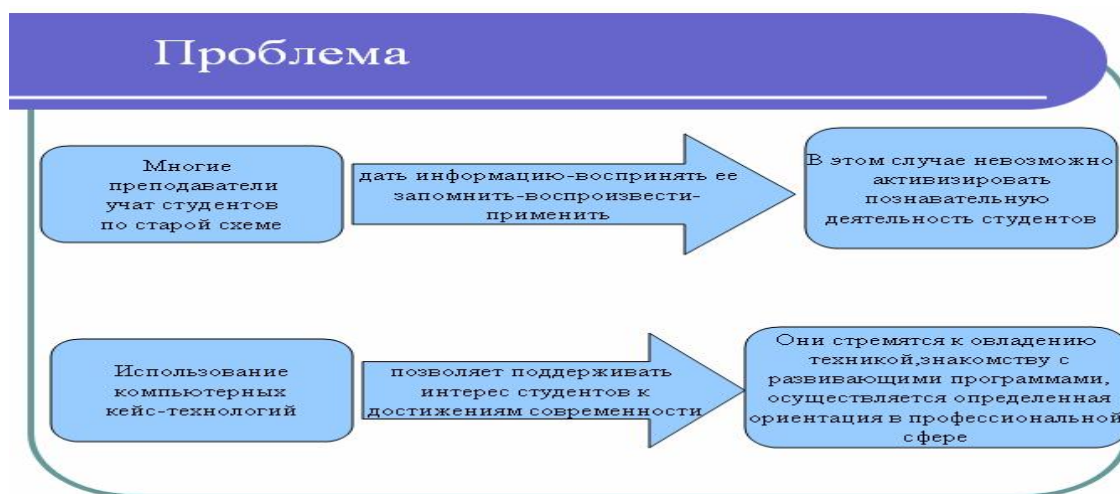 Проблема
Многие
преподаватели
учат студентов
по старой схеме
дать информацию-воспринять ее
запомнить-воспроизвести-
применить
В этом случае невозможно
активизировать
познавательную
деятельность студентов
Использование
компьютерных
кейс-технологий
позволяет поддерживать
интерес студентов к
достижениям современности
Они стремятся к овладению
техникой,знакомству с
развивающими программами,
осуществляется определенная
ориентация в профессиональной
сфере